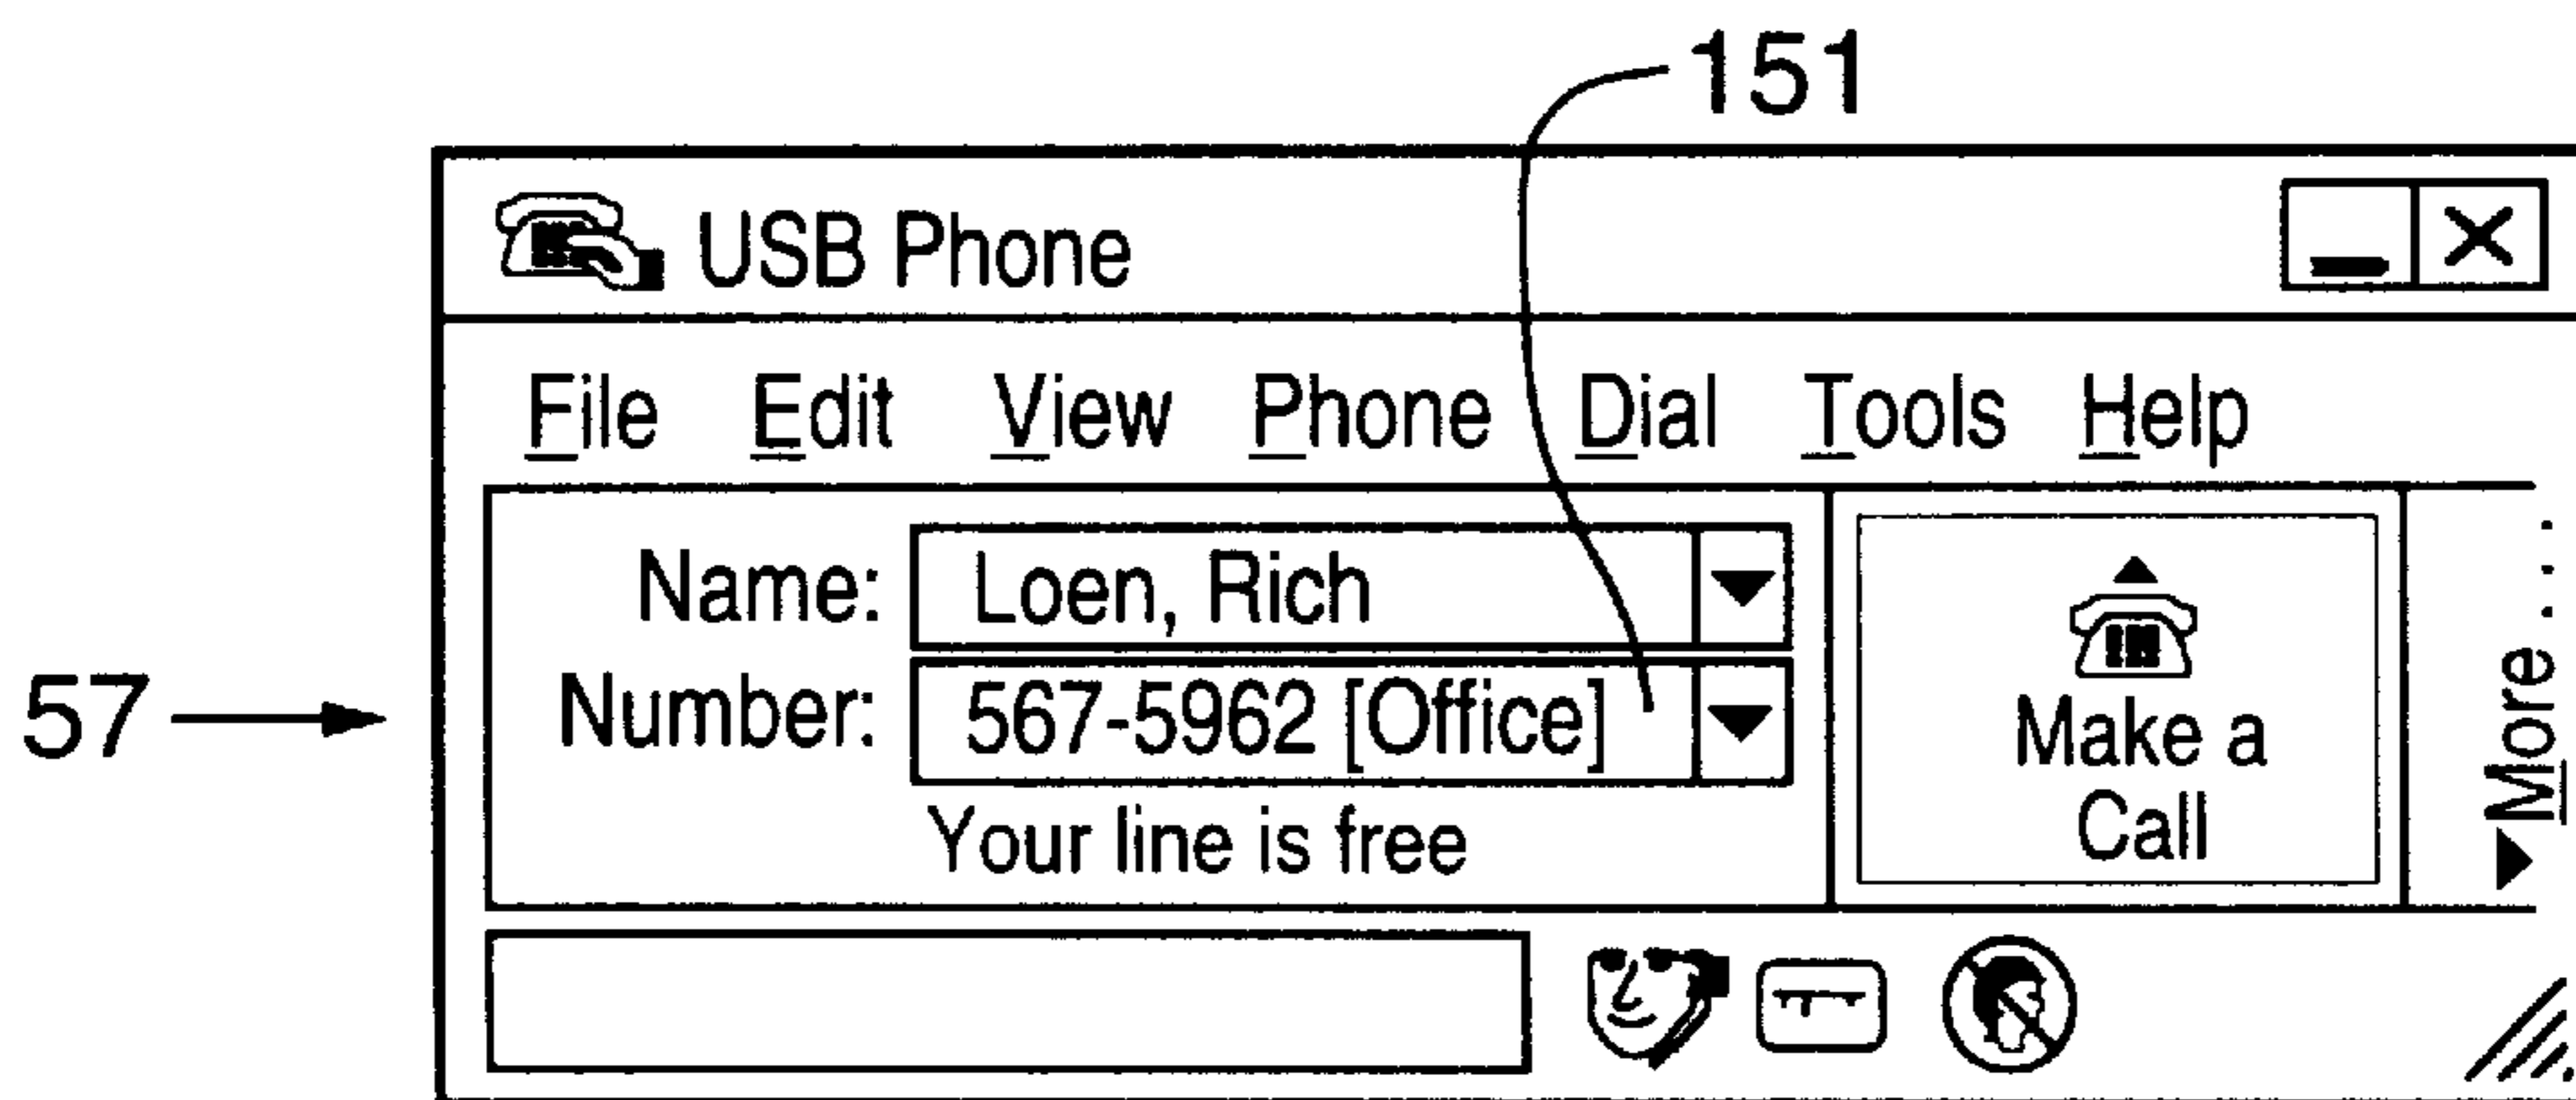 151
USB Phone
File Edit View Phone Dial Tools Help
Name: Loen, Rich
57
Number: 567-5962 [Office]
Your line is free
Make a
Call
More ...